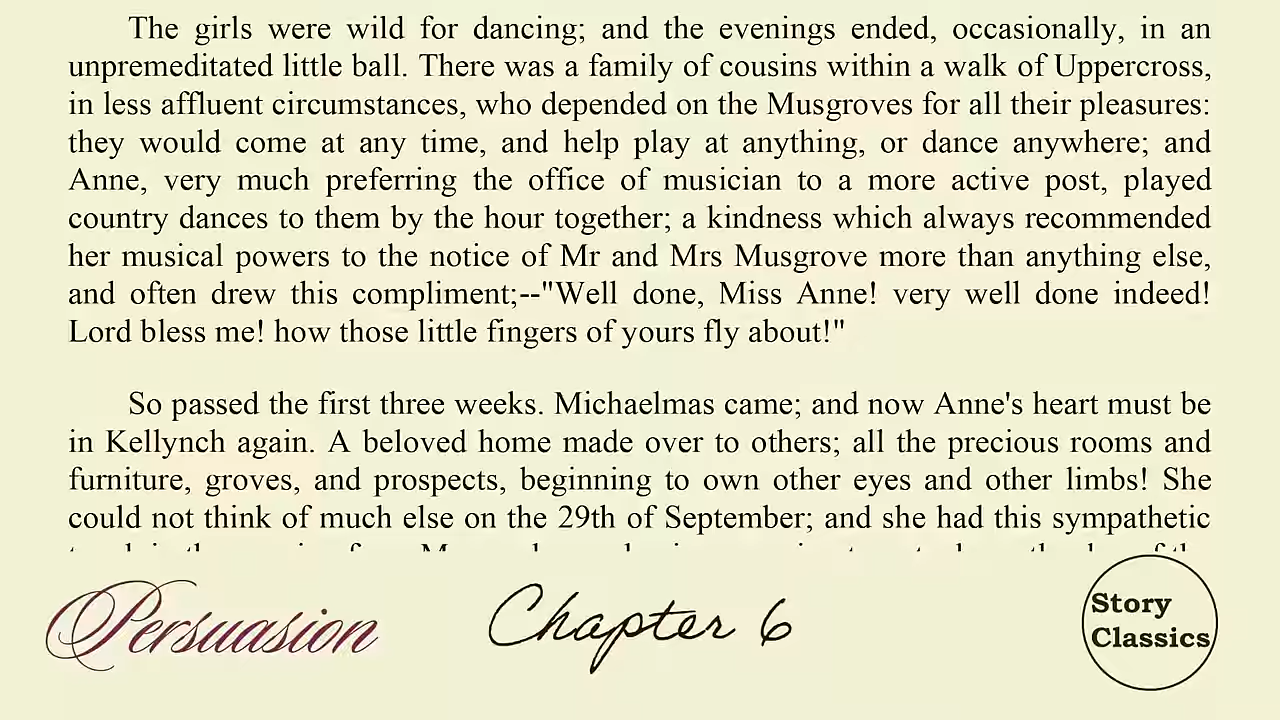 The girls were wild for dancing; and the evenings ended, occasionally, in an
unpremeditated little ball. There was a family of cousins within a walk of Uppercross,
in less affluent circumstances, who depended on the Musgroves for all their pleasures:
they would come at any time, and help play at anything, or dance anywhere; and
Anne, very much preferring the office of musician to a more active post, played
country dances to them by the hour together; a kindness which always recommended
her musical powers to the notice of Mr and Mrs Musgrove more than anything else,
and often drew this compliment;--"Well done, Miss Anne! very well done indeed!
Lord bless me! how those little fingers of yours fly about!"
So passed the first three weeks. Michaelmas came; and now Anne's heart must be
in Kellynch again. A beloved home made over to others; all the precious rooms and
furniture, groves, and prospects, beginning to own other eyes and other limbs! She
could not think of much else on the 29th of September; and she had this sympathetic
Persuasion
Chapter 6
Story
Classics